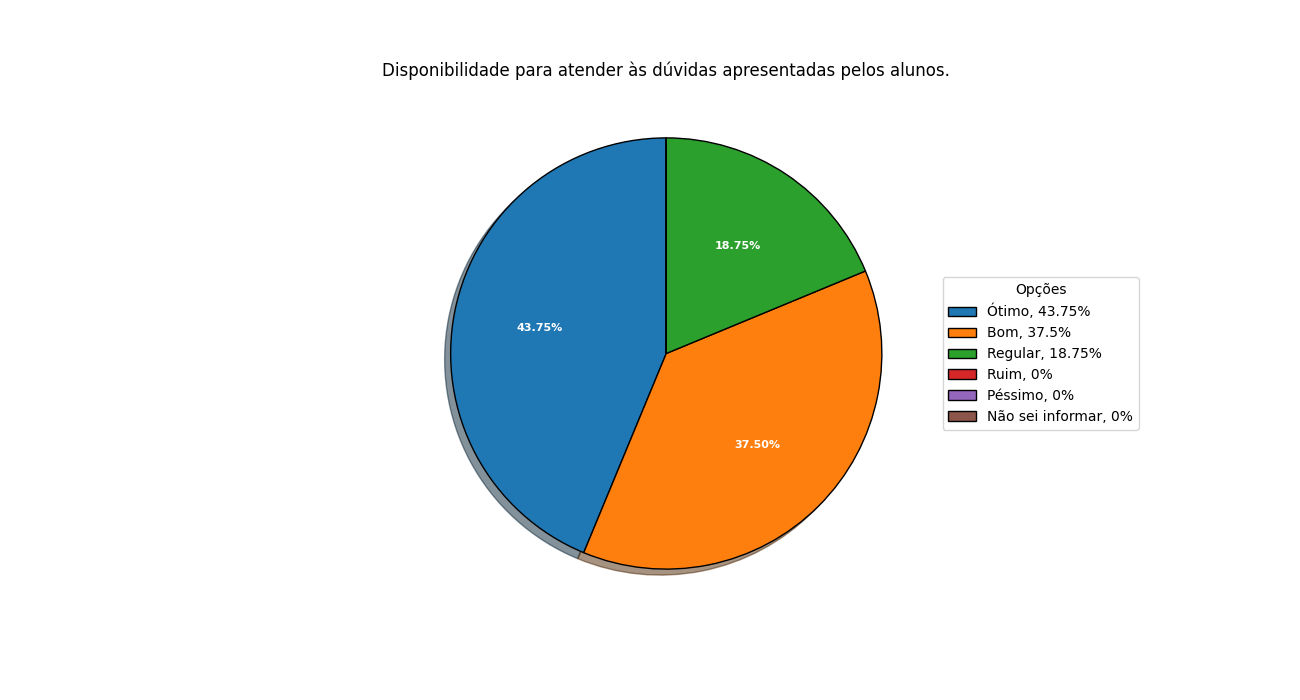 Disponibilidade para atender às dúvidas apresentadas pelos alunos.
18.75%
43.75%
37.50%
Opções
Ótimo, 43.75%
Bom, 37.5%
Regular, 18.75%
Ruim, 0%
Péssimo, 0%
Não sei informar, 0%